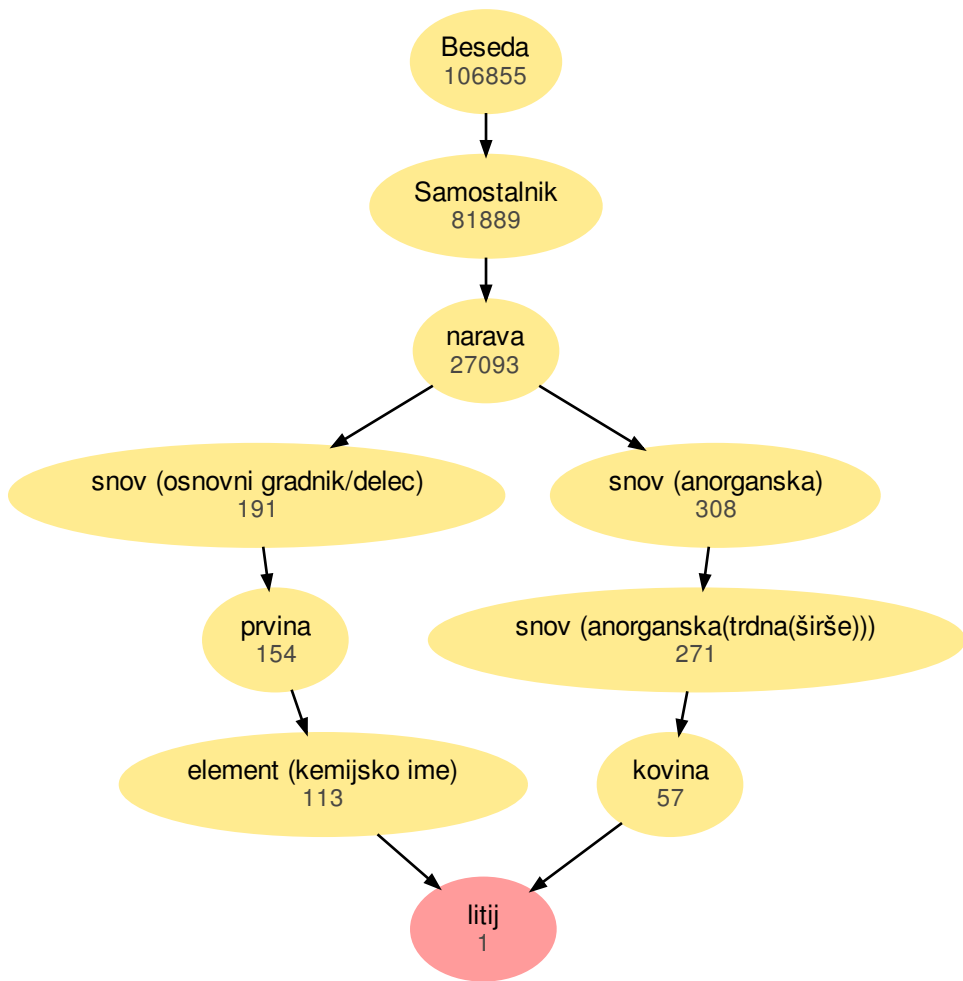 Beseda
106855
Samostalnik
81889
narava
27093
snov (osnovni gradnik/delec)
191
snov (anorganska)
308
prvina
154
snov (anorganska(trdna(širše)))
271
element (kemijsko ime)
113
kovina
57
litij
1